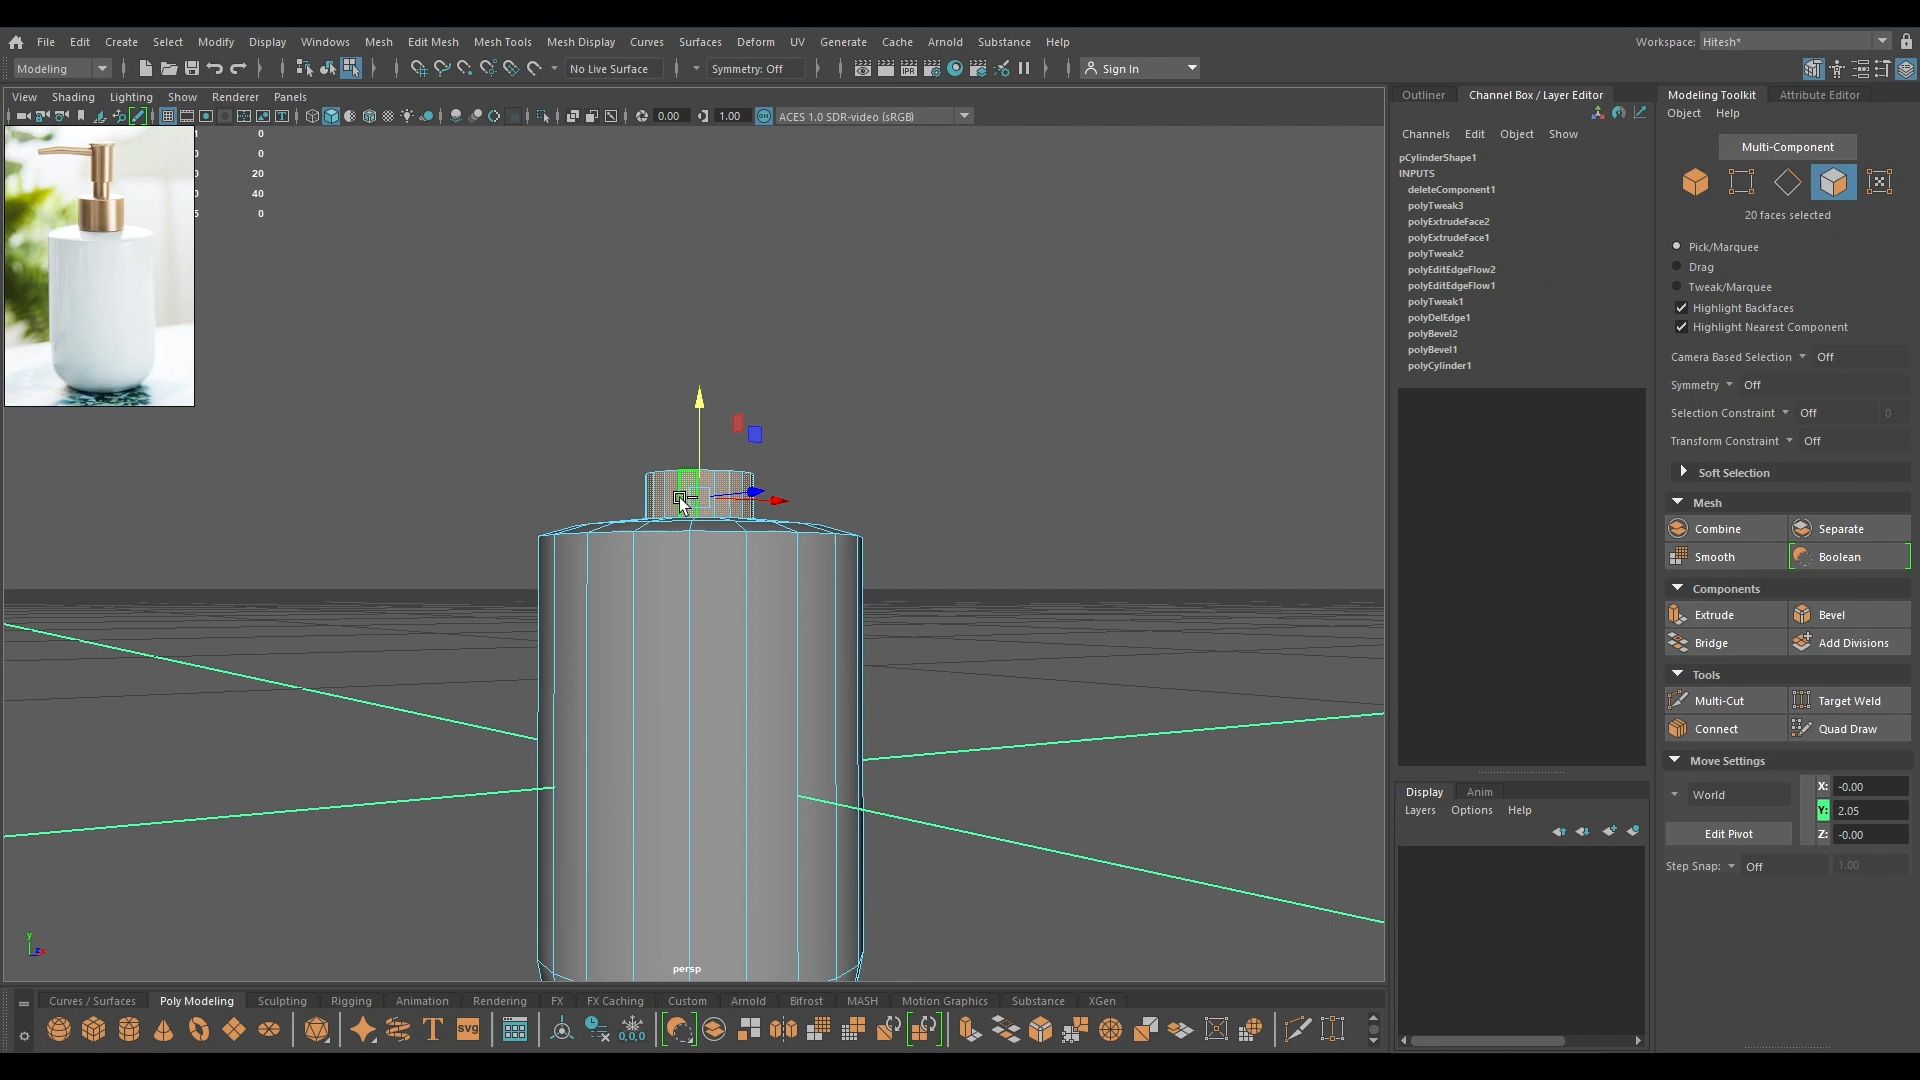 File Edit Create Select Modify Display Windows Mesh Edit Mesh Mesh Tools Mesh Display Curves Surfaces Deform UV Generate Cache Arnold Substance Help Workspace: Hitesh*
Modeling No Live Surface Symmetry: Off Sign In
View Shading Lighting Show Renderer Panels
0.00 1.00 ON ACES 1.0 SDR-video (sRGB)
0
0
20
40
0
persp
Outliner Channel Box / Layer Editor
Channels Edit Object Show
pCylinderShape1
INPUTS
deleteComponent1
polyTweak3
polyExtrudeFace2
polyExtrudeFace1
polyTweak2
polyEditEdgeFlow2
polyEditEdgeFlow1
polyTweak1
polyDelEdge1
polyBevel2
polyBevel1
polyCylinder1
Display Anim
Layers Options Help
Modeling Toolkit Attribute Editor
Object Help
Multi-Component
20 faces selected
Pick/Marquee
Drag
Tweak/Marquee
Highlight Backfaces
Highlight Nearest Component
Camera Based Selection Off
Symmetry Off
Selection Constraint Off 0
Transform Constraint Off
Soft Selection
Mesh
Combine Separate
Smooth Boolean
Components
Extrude Bevel
Bridge Add Divisions
Tools
Multi-Cut Target Weld
Connect Quad Draw
Move Settings
World X: -0.00
Y: 2.05
Edit Pivot Z: -0.00
Step Snap: Off 1.00
Curves / Surfaces Poly Modeling Sculpting Rigging Animation Rendering FX FX Caching Custom Arnold Bifrost MASH Motion Graphics Substance XGen
T svg 0,0,0